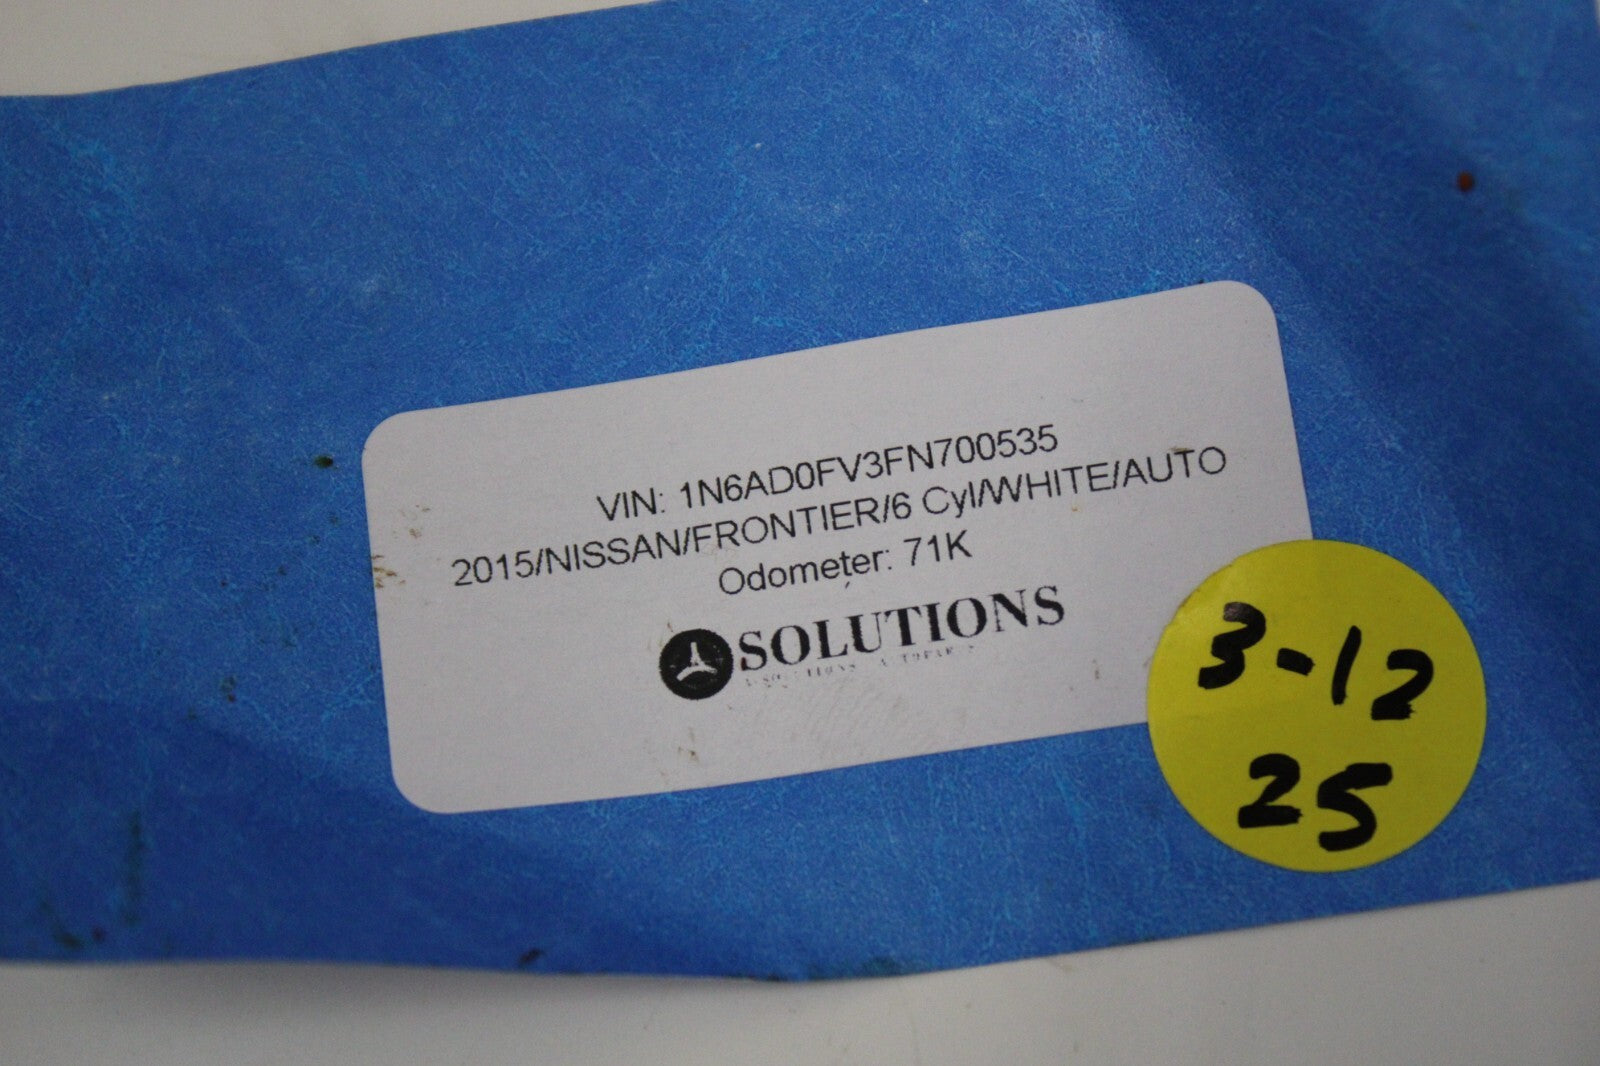 VIN: 1N6AD0FV3FN700535
2015/NISSAN/FRONTIER/6 Cyl/WHITE/AUTO
Odometer: 71K
SOLUTIONS
3-12
25